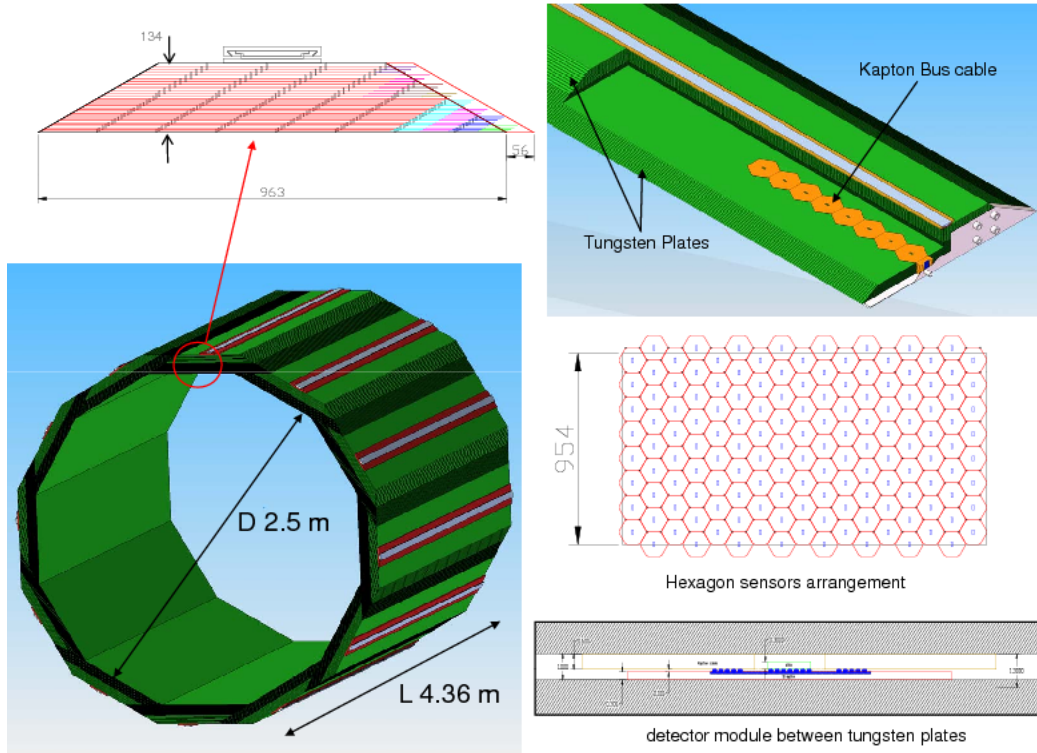 134
963
56
Kapton Bus cable
Tungsten Plates
D 2.5 m
L 4.36 m
954
Hexagon sensors arrangement
detector module between tungsten plates